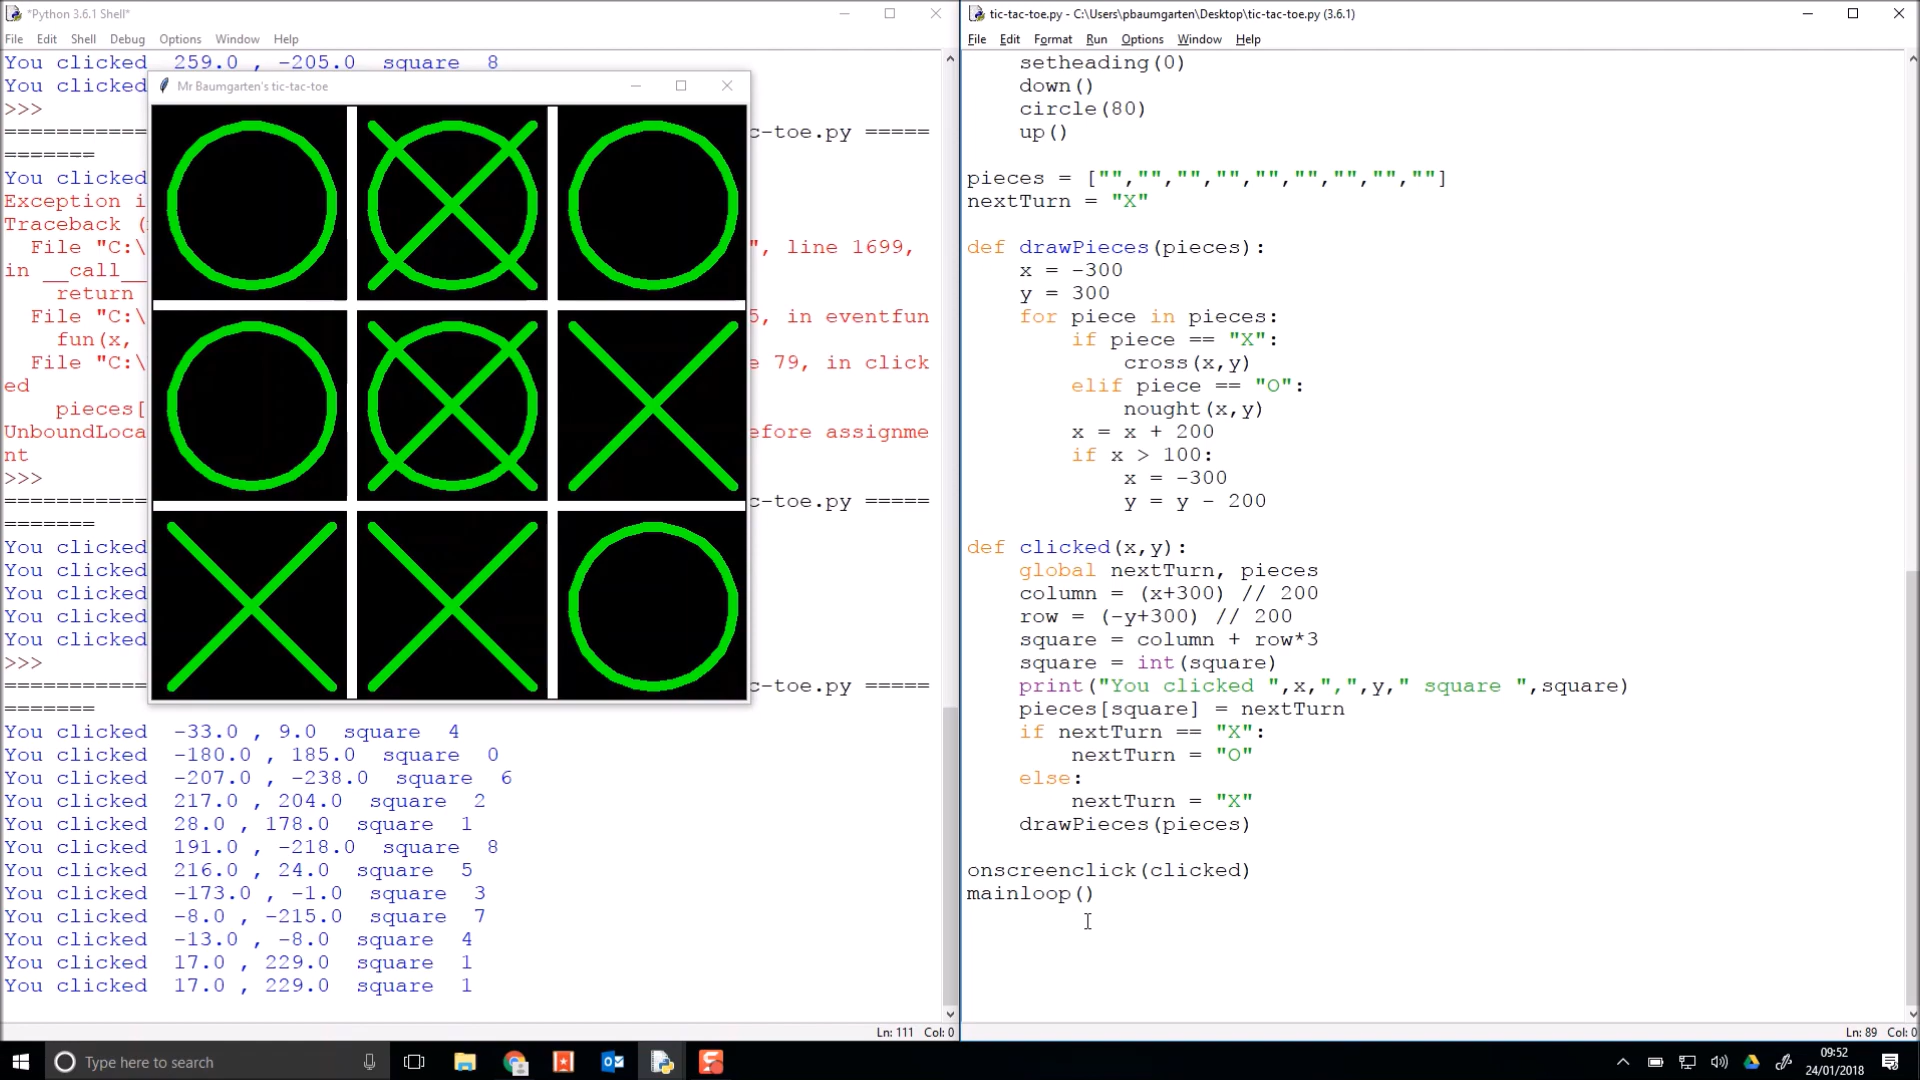 *Python 3.6.1 Shell*
File Edit Shell Debug Options Window Help
You clicked 259.0 , -205.0 square 8
You clicked
>>>
============ c-toe.py =====
=======
You clicked
Exception i
Traceback (
File "C:\ ", line 1699,
in __call__
return
File "C:\ 5, in eventfun
fun(x,
File "C:\ e 79, in click
ed
pieces[
UnboundLoca efore assignme
nt
>>>
============ c-toe.py =====
=======
You clicked
You clicked
You clicked
You clicked
You clicked
>>>
============ c-toe.py =====
=======
You clicked -33.0 , 9.0 square 4
You clicked -180.0 , 185.0 square 0
You clicked -207.0 , -238.0 square 6
You clicked 217.0 , 204.0 square 2
You clicked 28.0 , 178.0 square 1
You clicked 191.0 , -218.0 square 8
You clicked 216.0 , 24.0 square 5
You clicked -173.0 , -1.0 square 3
You clicked -8.0 , -215.0 square 7
You clicked -13.0 , -8.0 square 4
You clicked 17.0 , 229.0 square 1
You clicked 17.0 , 229.0 square 1
Ln: 111 Col: 0
Mr Baumgarten's tic-tac-toe
tic-tac-toe.py - C:\Users\pbaumgarten\Desktop\tic-tac-toe.py (3.6.1)
File Edit Format Run Options Window Help
setheading(0)
down()
circle(80)
up()
pieces = ["","","","","","","","",""]
nextTurn = "X"
def drawPieces(pieces):
x = -300
y = 300
for piece in pieces:
if piece == "X":
cross(x,y)
elif piece == "O":
nought(x,y)
x = x + 200
if x > 100:
x = -300
y = y - 200
def clicked(x,y):
global nextTurn, pieces
column = (x+300) // 200
row = (-y+300) // 200
square = column + row*3
square = int(square)
print("You clicked ",x,",",y," square ",square)
pieces[square] = nextTurn
if nextTurn == "X":
nextTurn = "O"
else:
nextTurn = "X"
drawPieces(pieces)
onscreenclick(clicked)
mainloop()
Ln: 89 Col: 0
Type here to search
09:52
24/01/2018